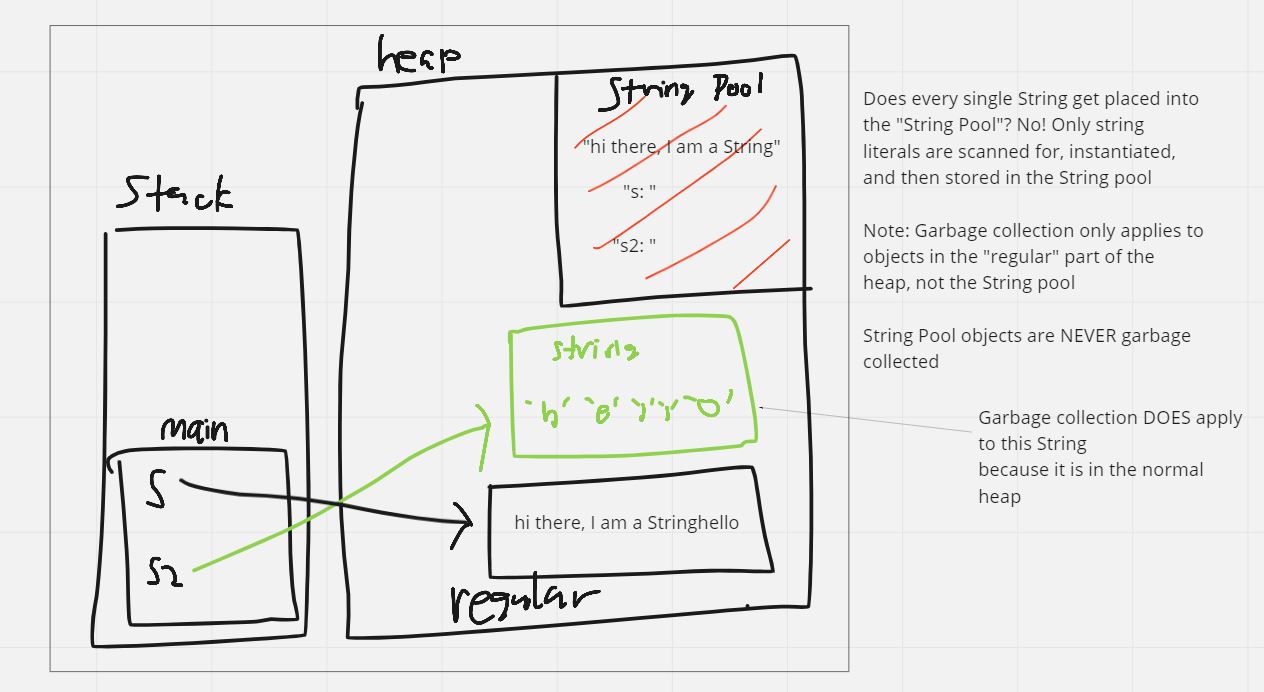 heap
String Pool
"hi there, I am a String"
"s: "
"s2: "
Stack
main
s
s2
String
'h' 'e' 'l' 'l' 'o'
hi there, I am a Stringhello
regular
Does every single String get placed into
the "String Pool"? No! Only string
literals are scanned for, instantiated,
and then stored in the String pool
Note: Garbage collection only applies to
objects in the "regular" part of the
heap, not the String pool
String Pool objects are NEVER garbage
collected
Garbage collection DOES apply
to this String
because it is in the normal
heap